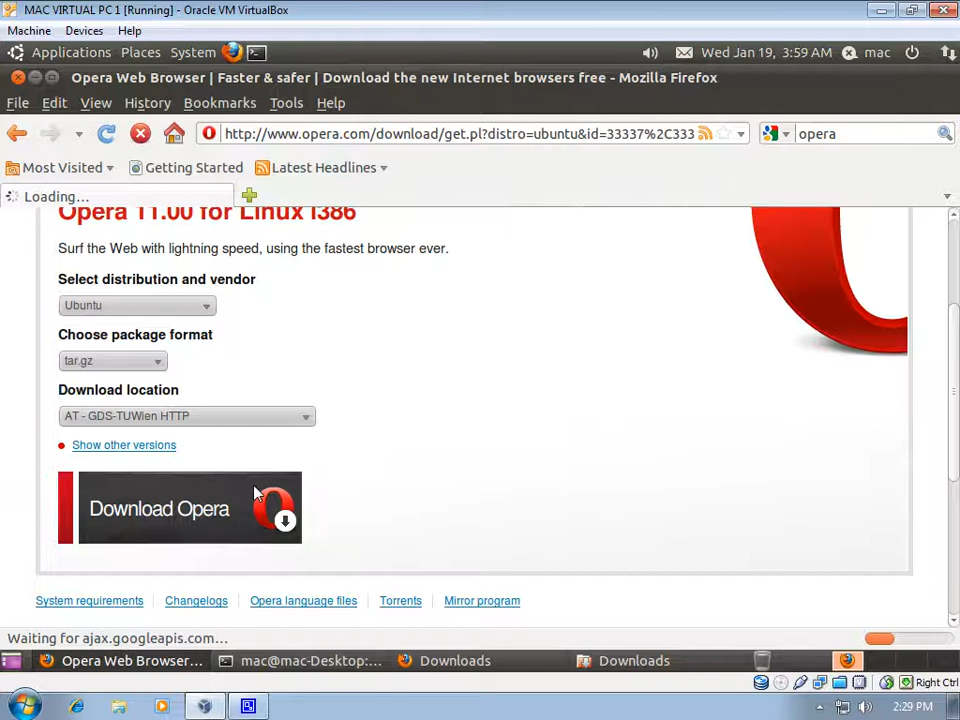 MAC VIRTUAL PC 1 [Running] - Oracle VM VirtualBox
Machine Devices Help
Applications Places System Wed Jan 19, 3:59 AM mac
Opera Web Browser | Faster & safer | Download the new Internet browsers free - Mozilla Firefox
File Edit View History Bookmarks Tools Help
http://www.opera.com/download/get.pl?distro=ubuntu&id=33337%2C333 opera
Most Visited Getting Started Latest Headlines
Loading...
Opera 11.00 for Linux i386
Surf the Web with lightning speed, using the fastest browser ever.
Select distribution and vendor
Ubuntu
Choose package format
tar.gz
Download location
AT - GDS-TUWien HTTP
Show other versions
Download Opera
System requirements Changelogs Opera language files Torrents Mirror program
Waiting for ajax.googleapis.com...
Opera Web Browser... mac@mac-Desktop:... Downloads Downloads
Right Ctrl
2:29 PM